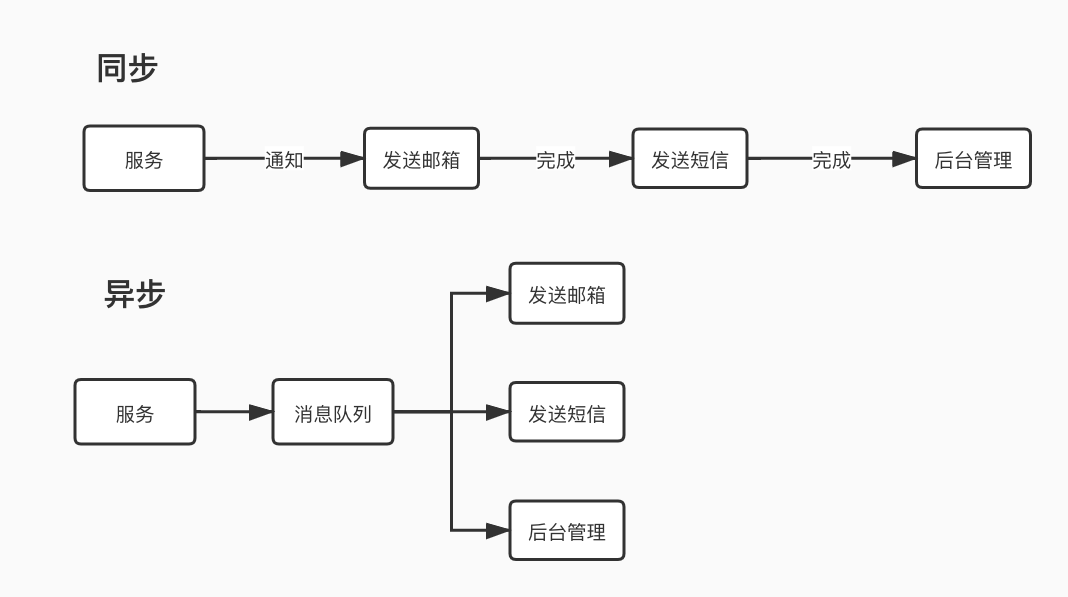 同步
服务
通知
发送邮箱
完成
发送短信
完成
后台管理
异步
发送邮箱
服务
消息队列
发送短信
后台管理